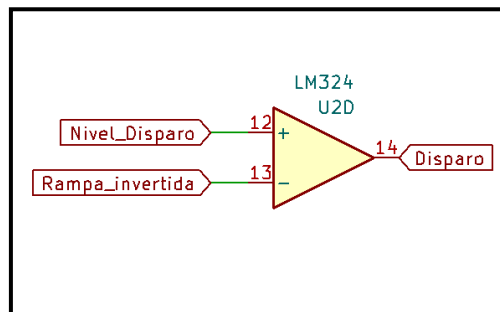 LM324
U2D
Nivel_Disparo
12
+
14
Disparo
Rampa_invertida
13
−